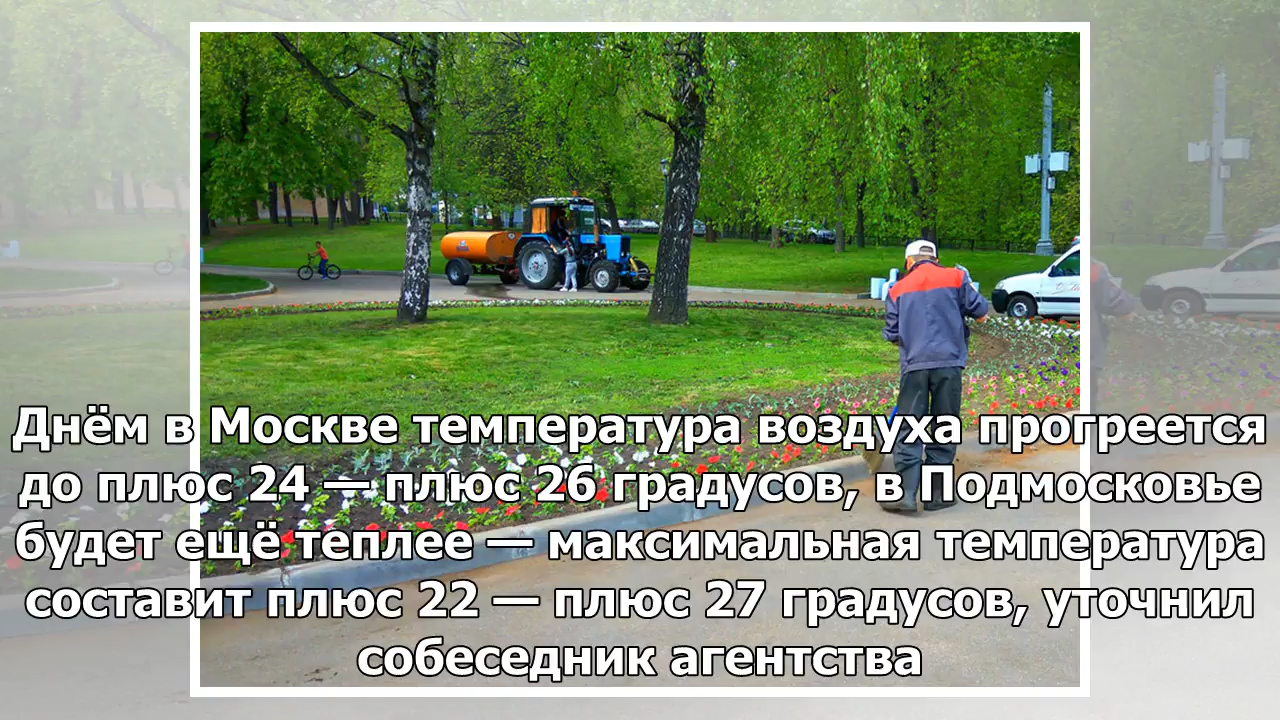 Днём в Москве температура воздуха прогреется
до плюс 24 — плюс 26 градусов, в Подмосковье
будет ещё теплее — максимальная температура
составит плюс 22 — плюс 27 градусов, уточнил
собеседник агентства